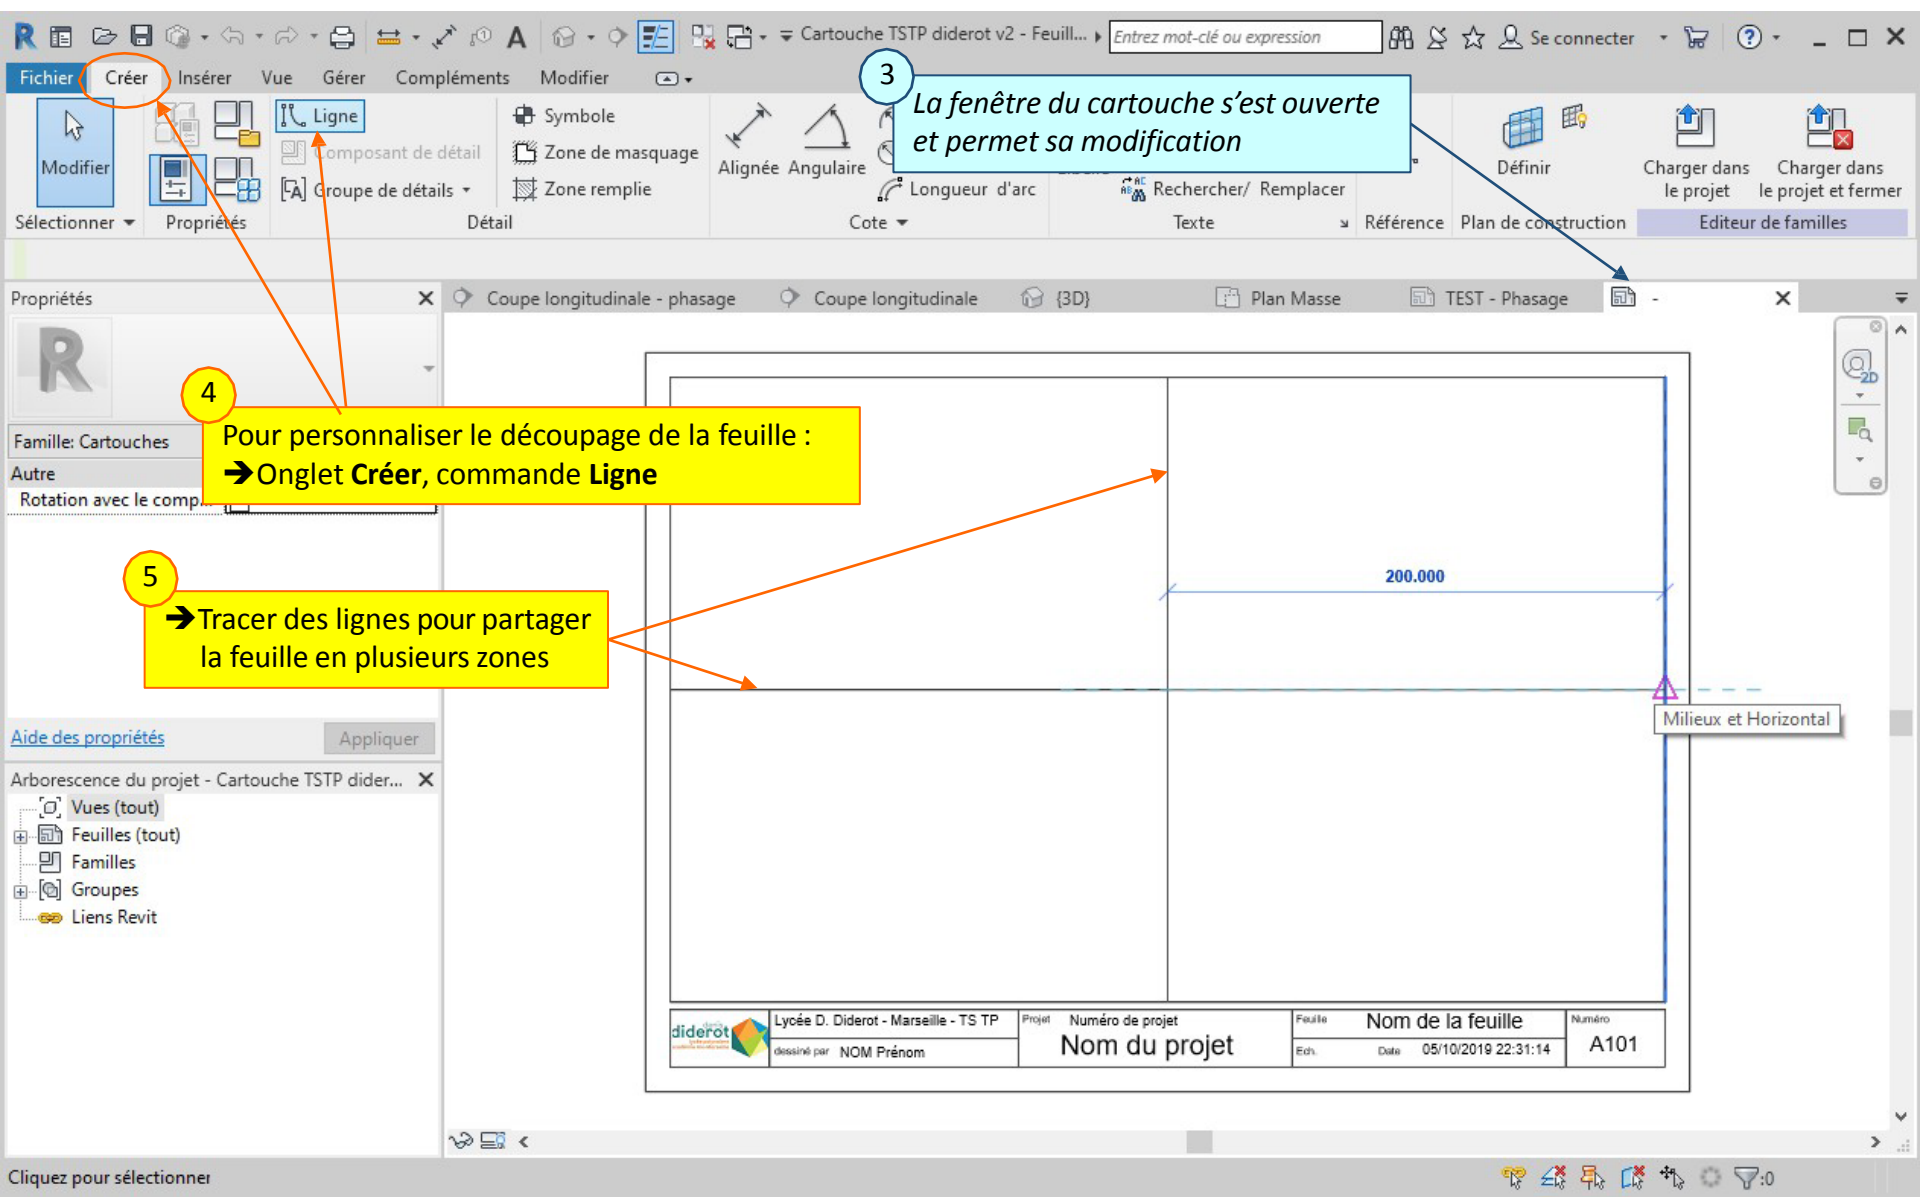 Cartouche TSTP diderot v2 - Feuill...
Entrez mot-clé ou expression
Se connecter
Fichier Créer Insérer Vue Gérer Compléments Modifier
3
La fenêtre du cartouche s'est ouverte
et permet sa modification
Modifier
Ligne
Composant de détail
Groupe de détails
Symbole
Zone de masquage
Zone remplie
Alignée Angulaire
Longueur d'arc
Rechercher/ Remplacer
Définir
Charger dans
le projet
Charger dans
le projet et fermer
Sélectionner Propriétés Détail Cote Texte Référence Plan de construction Editeur de familles
Propriétés
Coupe longitudinale - phasage Coupe longitudinale {3D} Plan Masse TEST - Phasage -
2D
4
Pour personnaliser le découpage de la feuille :
➔Onglet Créer, commande Ligne
Famille: Cartouches
Autre
Rotation avec le comp...
5
➔Tracer des lignes pour partager
la feuille en plusieurs zones
200.000
Milieux et Horizontal
Aide des propriétés Appliquer
Arborescence du projet - Cartouche TSTP dider...
Vues (tout)
Feuilles (tout)
Familles
Groupes
Liens Revit
diderot
Lycée D. Diderot - Marseille - TS TP
dessiné par NOM Prénom
Projet Numéro de projet
Nom du projet
Feuille Nom de la feuille
Ech. Date 05/10/2019 22:31:14
Numéro
A101
Cliquez pour sélectionner
:0